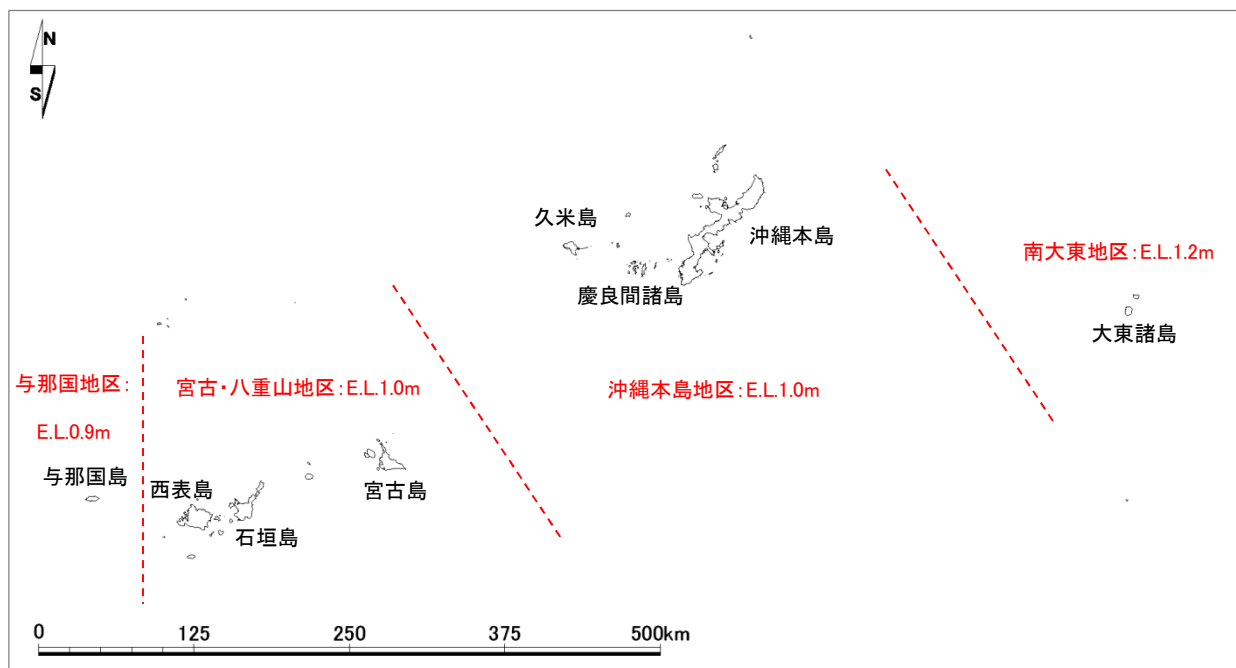 N
S
久米島
沖縄本島
慶良間諸島
南大東地区：E.L.1.2m
大東諸島
与那国地区：
E.L.0.9m
宮古・八重山地区：E.L.1.0m
沖縄本島地区：E.L.1.0m
与那国島
西表島
石垣島
宮古島
0 125 250 375 500km